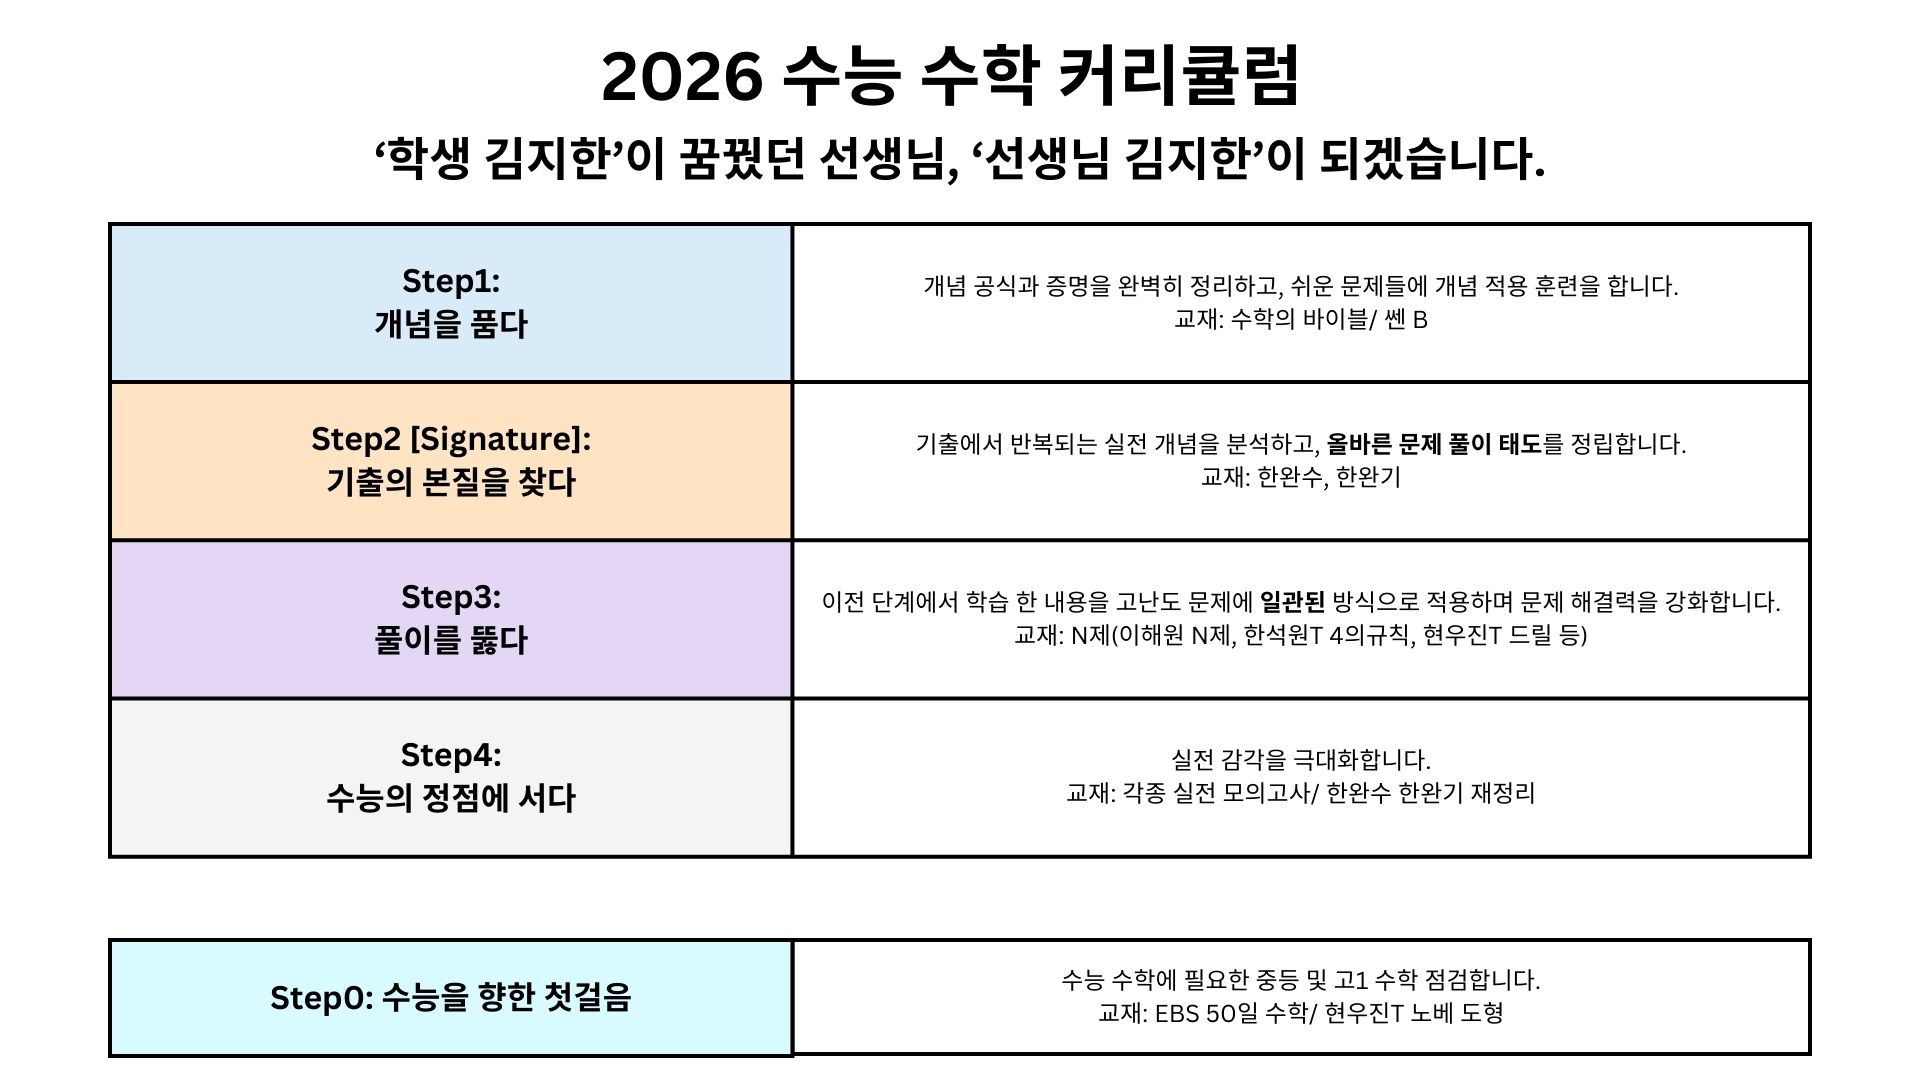 2026 수능 수학 커리큘럼
‘학생 김지한’이 꿈꿨던 선생님, ‘선생님 김지한’이 되겠습니다.
Step1:
개념을 품다
개념 공식과 증명을 완벽히 정리하고, 쉬운 문제들에 개념 적용 훈련을 합니다.
교재: 수학의 바이블/ 쎈 B
Step2 [Signature]:
기출의 본질을 찾다
기출에서 반복되는 실전 개념을 분석하고, 올바른 문제 풀이 태도를 정립합니다.
교재: 한완수, 한완기
Step3:
풀이를 뚫다
이전 단계에서 학습 한 내용을 고난도 문제에 일관된 방식으로 적용하며 문제 해결력을 강화합니다.
교재: N제(이해원 N제, 한석원T 4의규칙, 현우진T 드릴 등)
Step4:
수능의 정점에 서다
실전 감각을 극대화합니다.
교재: 각종 실전 모의고사/ 한완수 한완기 재정리
Step0: 수능을 향한 첫걸음
수능 수학에 필요한 중등 및 고1 수학 점검합니다.
교재: EBS 50일 수학/ 현우진T 노베 도형